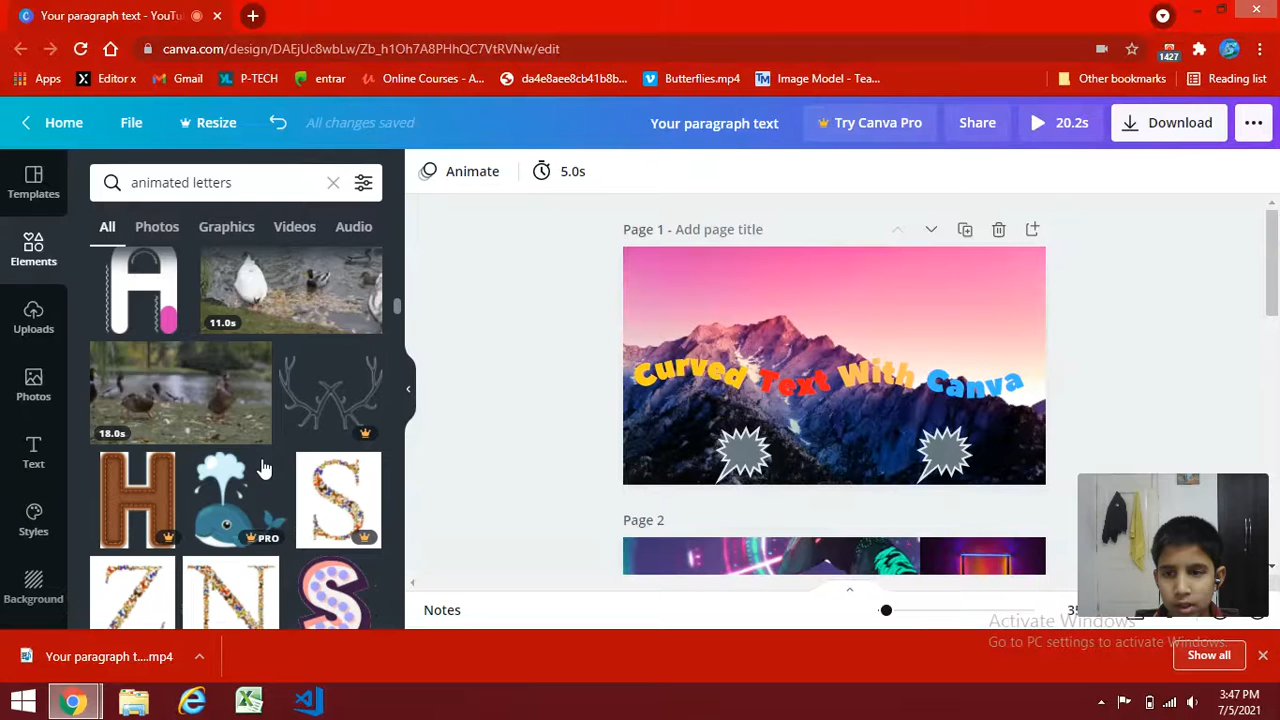 Your paragraph text - YouTu
canva.com/design/DAEjUc8wbLw/Zb_h1Oh7A8PHhQC7VtRVNw/edit
1427
Apps
Editor x
Gmail
P-TECH
entrar
Online Courses - A...
da4e8aee8cb41b8b...
Butterflies.mp4
Image Model - Tea...
Other bookmarks
Reading list
Home
File
Resize
All changes saved
Your paragraph text
Try Canva Pro
Share
20.2s
Download
Templates
Elements
Uploads
Photos
Text
Styles
Background
animated letters
All
Photos
Graphics
Videos
Audio
A
11.0s
18.0s
H
PRO
S
Z
N
S
Animate
5.0s
Page 1 - Add page title
Curved Text With Canva
Page 2
Notes
Activate Windows
Go to PC settings to activate Windows.
Your paragraph t....mp4
Show all
3:47 PM
7/5/2021